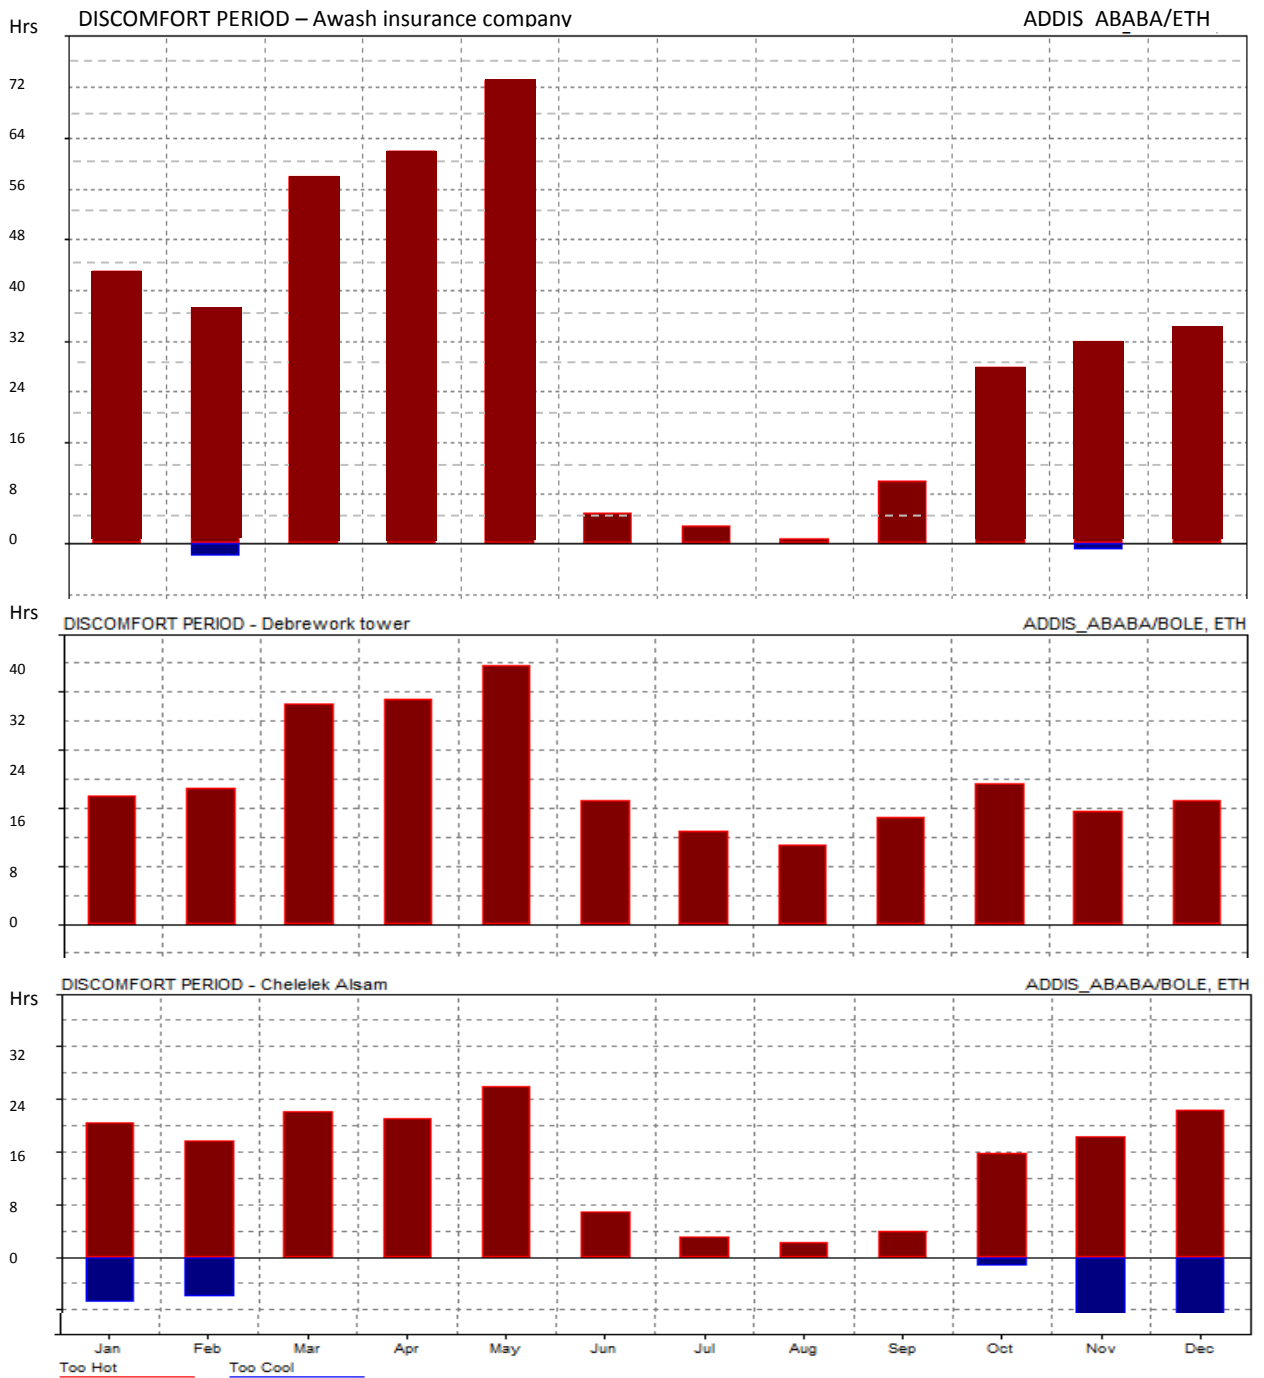 Hrs
DISCOMFORT PERIOD – Awash insurance company
ADDIS_ABABA/ETH
72
64
56
48
40
32
24
16
8
0
Hrs
DISCOMFORT PERIOD - Debrework tower
ADDIS_ABABA/BOLE, ETH
40
32
24
16
8
0
DISCOMFORT PERIOD - Chelelek Alsam
ADDIS_ABABA/BOLE, ETH
Hrs
32
24
16
8
0
Jan Feb Mar Apr May Jun Jul Aug Sep Oct Nov Dec
Too Hot Too Cool